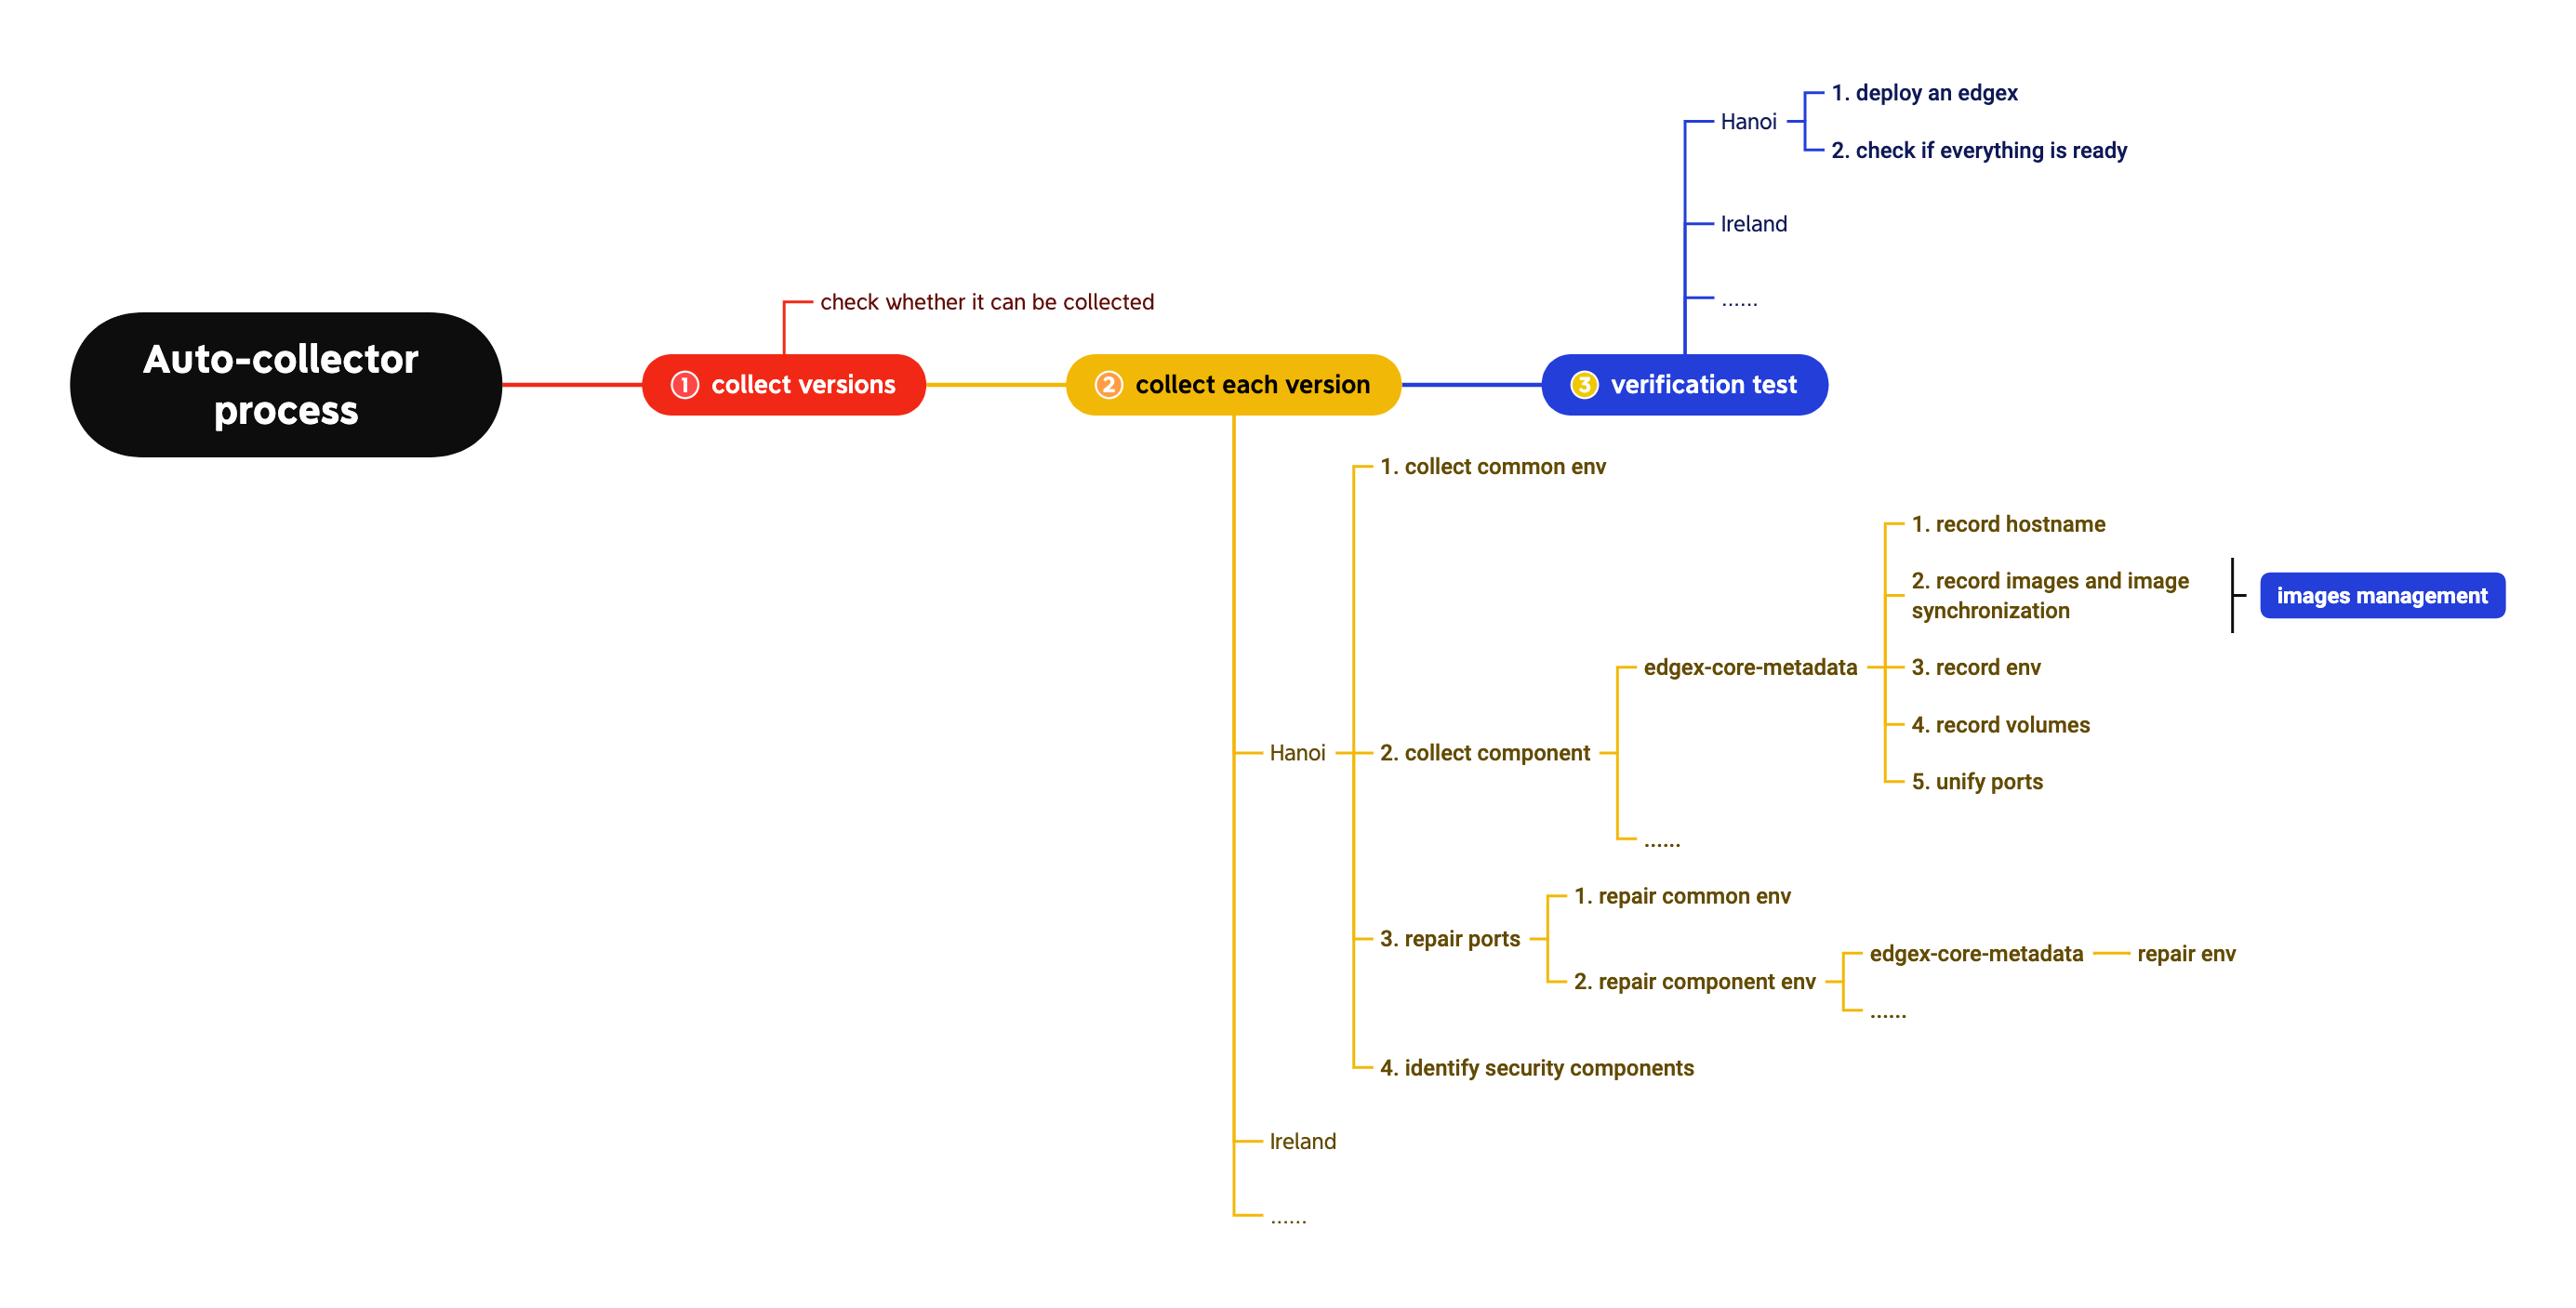 Auto-collector
process
① collect versions
check whether it can be collected
② collect each version
Hanoi
1. collect common env
2. collect component
edgex-core-metadata
1. record hostname
2. record images and image
synchronization
images management
3. record env
4. record volumes
5. unify ports
......
3. repair ports
1. repair common env
2. repair component env
edgex-core-metadata
repair env
......
4. identify security components
Ireland
......
③ verification test
Hanoi
1. deploy an edgex
2. check if everything is ready
Ireland
......